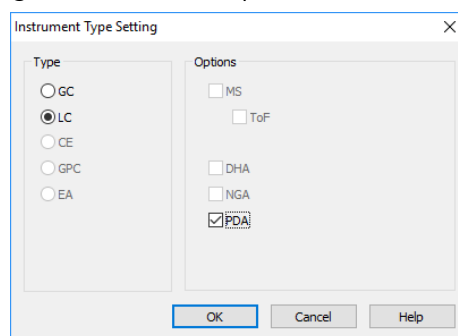 Instrument Type Setting
Type
GC
LC
CE
GPC
EA
Options
MS
ToF
DHA
NGA
PDA
OK
Cancel
Help